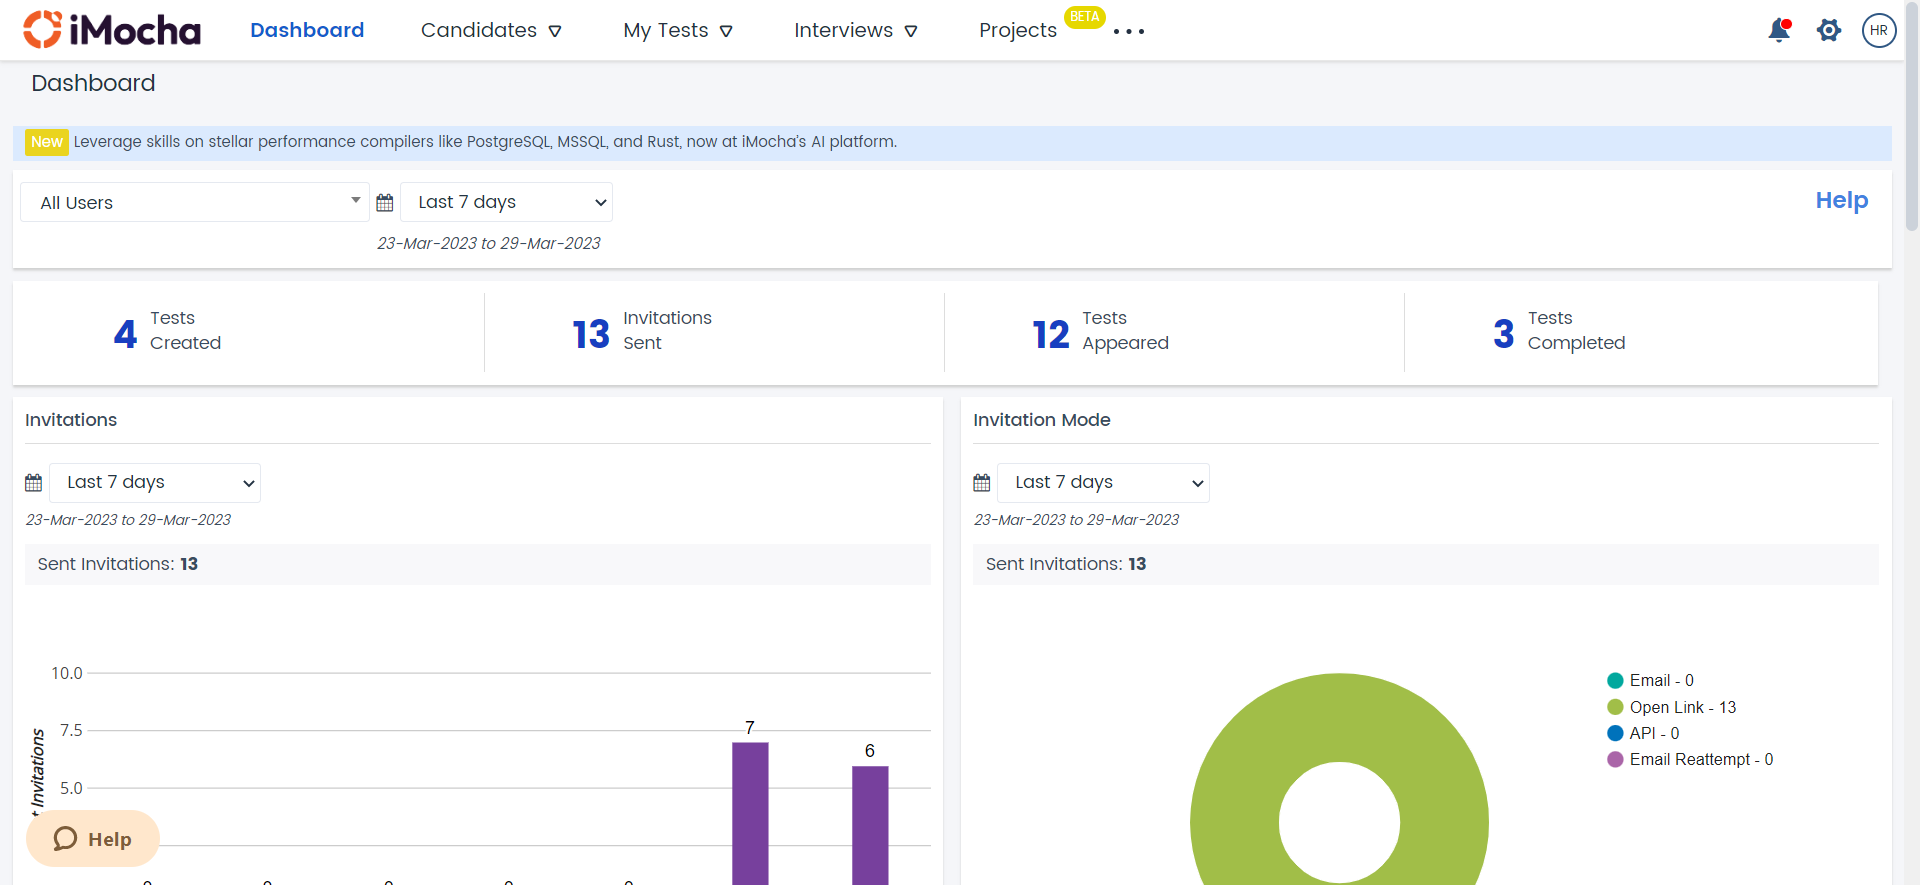 iMocha
Dashboard
Candidates
My Tests
Interviews
Projects
BETA
HR
Dashboard
New Leverage skills on stellar performance compilers like PostgreSQL, MSSQL, and Rust, now at iMocha's AI platform.
All Users
Last 7 days
Help
23-Mar-2023 to 29-Mar-2023
4 Tests Created
13 Invitations Sent
12 Tests Appeared
3 Tests Completed
Invitations
Last 7 days
23-Mar-2023 to 29-Mar-2023
Sent Invitations: 13
10.0
7.5
5.0
7
6
Invitations
Help
Invitation Mode
Last 7 days
23-Mar-2023 to 29-Mar-2023
Sent Invitations: 13
Email - 0
Open Link - 13
API - 0
Email Reattempt - 0